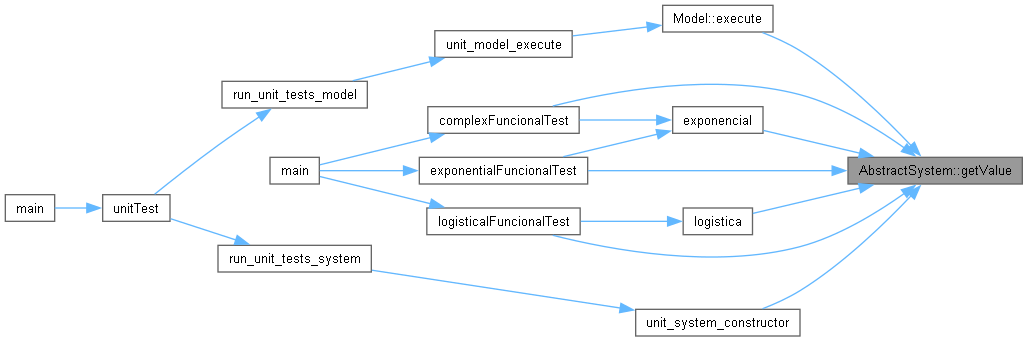 Model::execute
unit_model_execute
run_unit_tests_model
complexFuncionalTest
exponencial
main
exponentialFuncionalTest
AbstractSystem::getValue
main
unitTest
logisticalFuncionalTest
logistica
run_unit_tests_system
unit_system_constructor